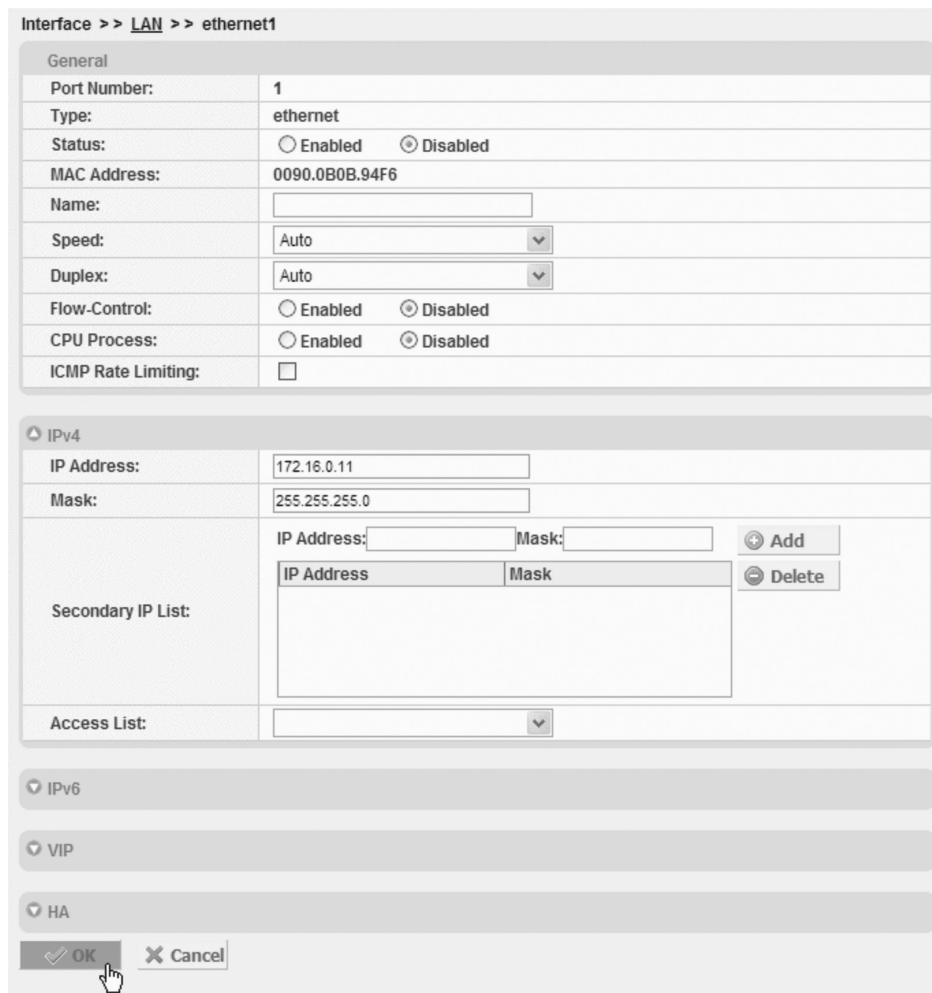 Interface >> LAN >> ethernet1
General
Port Number: 1
Type: ethernet
Status: Enabled Disabled
MAC Address: 0090.0B0B.94F6
Name:
Speed: Auto
Duplex: Auto
Flow-Control: Enabled Disabled
CPU Process: Enabled Disabled
ICMP Rate Limiting:
IPv4
IP Address: 172.16.0.11
Mask: 255.255.255.0
IP Address: Mask: Add
IP Address Mask Delete
Secondary IP List:
Access List:
IPv6
VIP
HA
OK Cancel